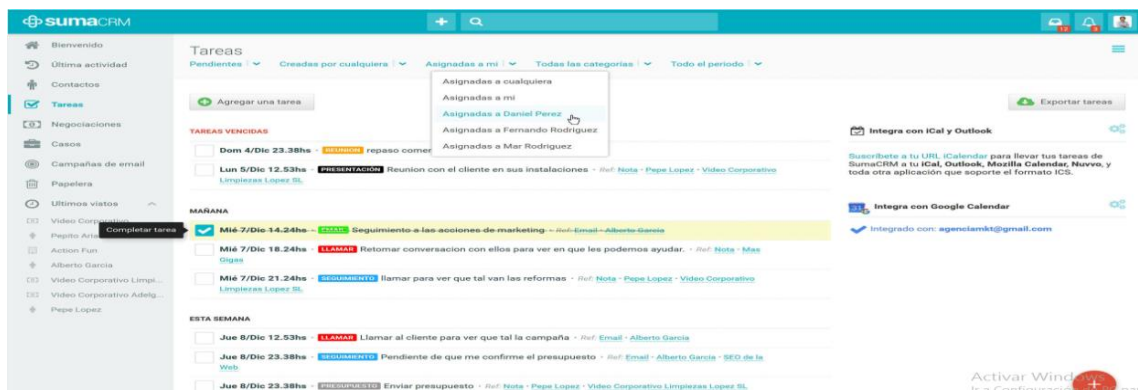 sumaCRM
12
3
Bienvenido
Última actividad
Contactos
Tareas
Negociaciones
Casos
Campañas de email
Papelera
Ultimos vistos
Video Corporativo
Pepito Aria
Action Fun
Alberto Garcia
Video Corporativo Limpi...
Video Corporativo Adelg...
Pepe Lopez
Completar tarea
Tareas
Pendientes Creadas por cualquiera Asignadas a mi Todas las categorias Todo el periodo
Asignadas a cualquiera
Asignadas a mi
Asignadas a Daniel Perez
Asignadas a Fernando Rodriguez
Asignadas a Mar Rodriguez
Agregar una tarea
Exportar tareas
TAREAS VENCIDAS
Dom 4/Dic 23.38hs - REUNION repaso comer
Lun 5/Dic 12.53hs - PRESENTACIÓN Reunion con el cliente en sus instalaciones - Ref: Nota - Pepe Lopez - Video Corporativo
Limpiezas Lopez SL
MAÑANA
Mié 7/Dic 14.24hs - EMAIL Seguimiento a las acciones de marketing - Ref: Email - Alberto Garcia
Mié 7/Dic 18.24hs - LLAMAR Retomar conversacion con ellos para ver en que les podemos ayudar. - Ref: Nota - Mas
Gigas
Mié 7/Dic 21.24hs - SEGUIMIENTO llamar para ver que tal van las reformas - Ref: Nota - Pepe Lopez - Video Corporativo
Limpiezas Lopez SL
ESTA SEMANA
Jue 8/Dic 12.53hs - LLAMAR Llamar al cliente para ver que tal la campaña - Ref: Email - Alberto Garcia
Jue 8/Dic 23.38hs - SEGUIMIENTO Pendiente de que me confirme el presupuesto - Ref: Email - Alberto Garcia - SEO de la
Web
Jue 8/Dic 23.38hs - PRESUPUESTO Enviar presupuesto - Ref: Nota - Pepe Lopez - Video Corporativo Limpiezas Lopez SL
Integra con iCal y Outlook
Suscribete a tu URL iCalendar para llevar tus tareas de
SumaCRM a tu iCal, Outlook, Mozilla Calendar, Nuvvo, y
toda otra aplicación que soporte el formato ICS.
31
Integra con Google Calendar
Integrado con: agenciamkt@gmail.com
Activar Windows